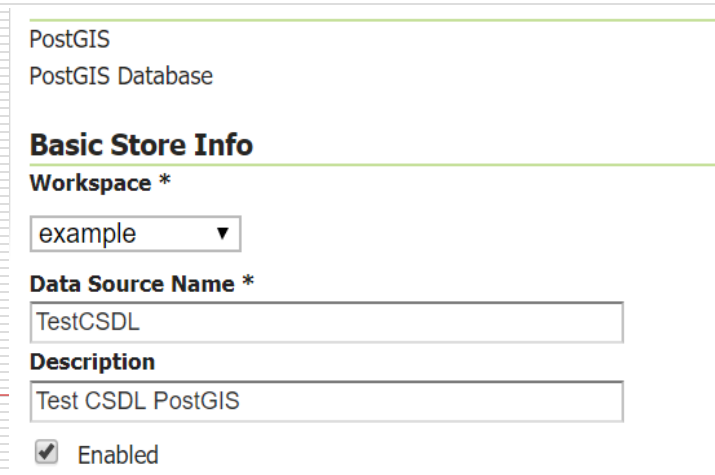 PostGIS
PostGIS Database
Basic Store Info
Workspace *
example
Data Source Name *
TestCSDL
Description
Test CSDL PostGIS
Enabled